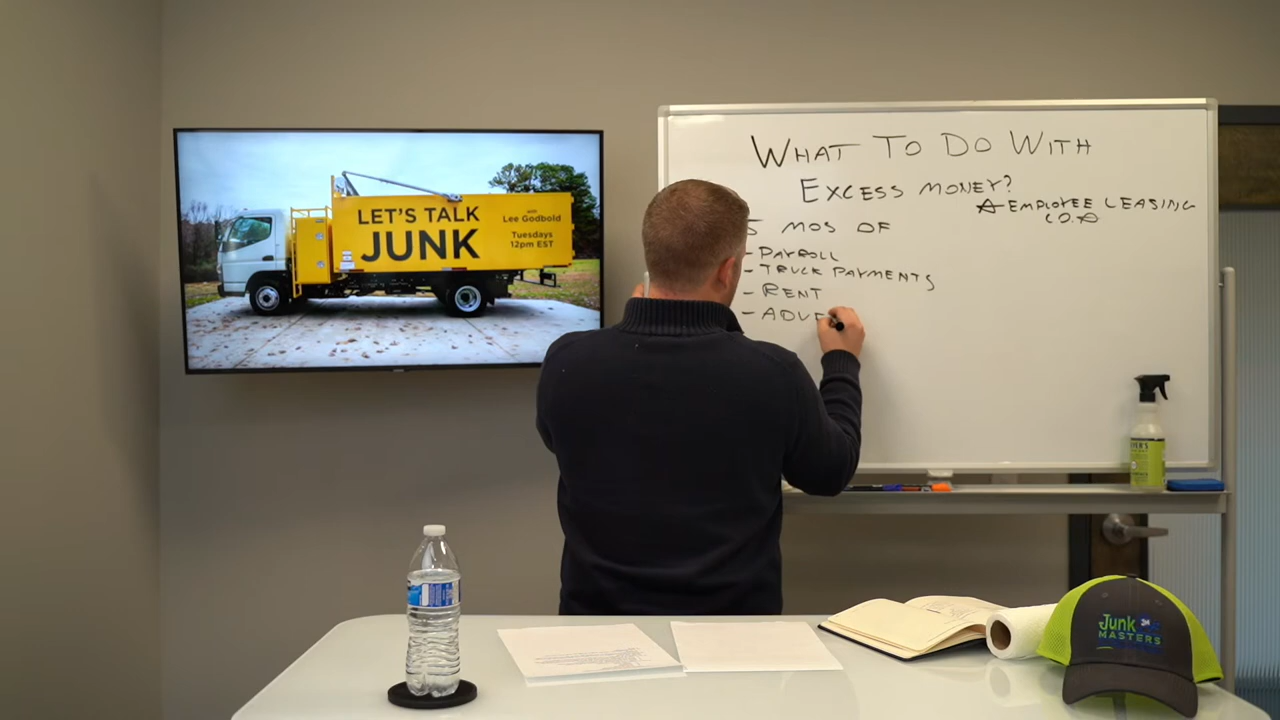 LET'S TALK
JUNK
with
Lee Godbold
Tuesdays
12pm EST
WHAT TO DO WITH
EXCESS MONEY?
EMPLOYEE LEASING
CO.
MOS OF
- PAYROLL
- TRUCK PAYMENTS
- RENT
- ADVE
Junk
MASTERS